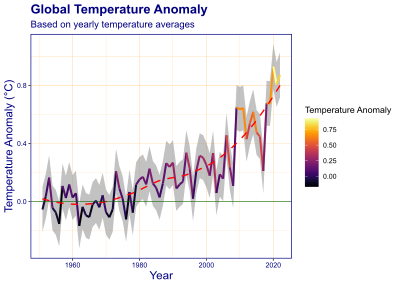 Global Temperature Anomaly
Based on yearly temperature averages
Temperature Anomaly (°C)
0.8
0.4
0.0
1960
1980
2000
2020
Year
Temperature Anomaly
0.75
0.50
0.25
0.00